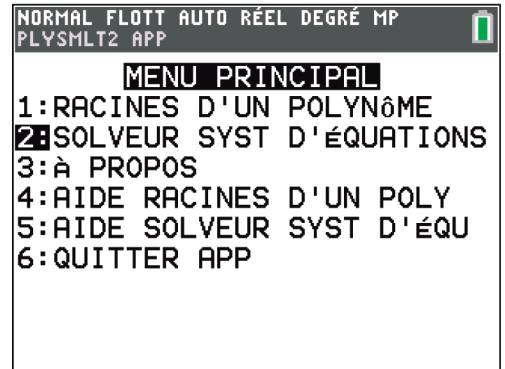 NORMAL FLOTT AUTO RÉEL DEGRÉ MP
PLYSMLT2 APP
MENU PRINCIPAL
1:RACINES D'UN POLYNôME
2:SOLVEUR SYST D'éQUATIONS
3:à PROPOS
4:AIDE RACINES D'UN POLY
5:AIDE SOLVEUR SYST D'éQU
6:QUITTER APP